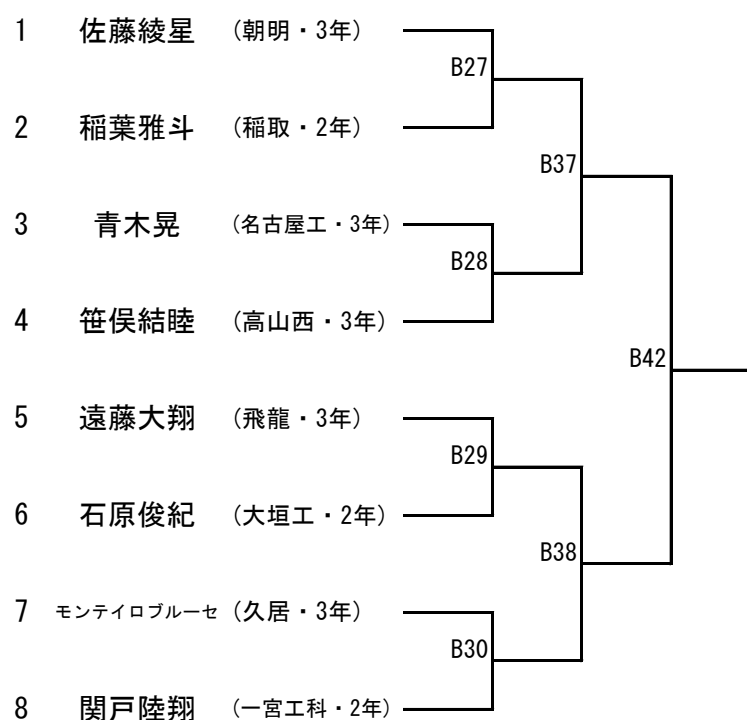 1 佐藤綾星 (朝明・3年)
B27
2 稲葉雅斗 (稲取・2年)
B37
3 青木晃 (名古屋工・3年)
B28
4 笹俣結睦 (高山西・3年)
B42
5 遠藤大翔 (飛龍・3年)
B29
6 石原俊紀 (大垣工・2年)
B38
7 モンテイロブルーセ (久居・3年)
B30
8 関戸陸翔 (一宮工科・2年)